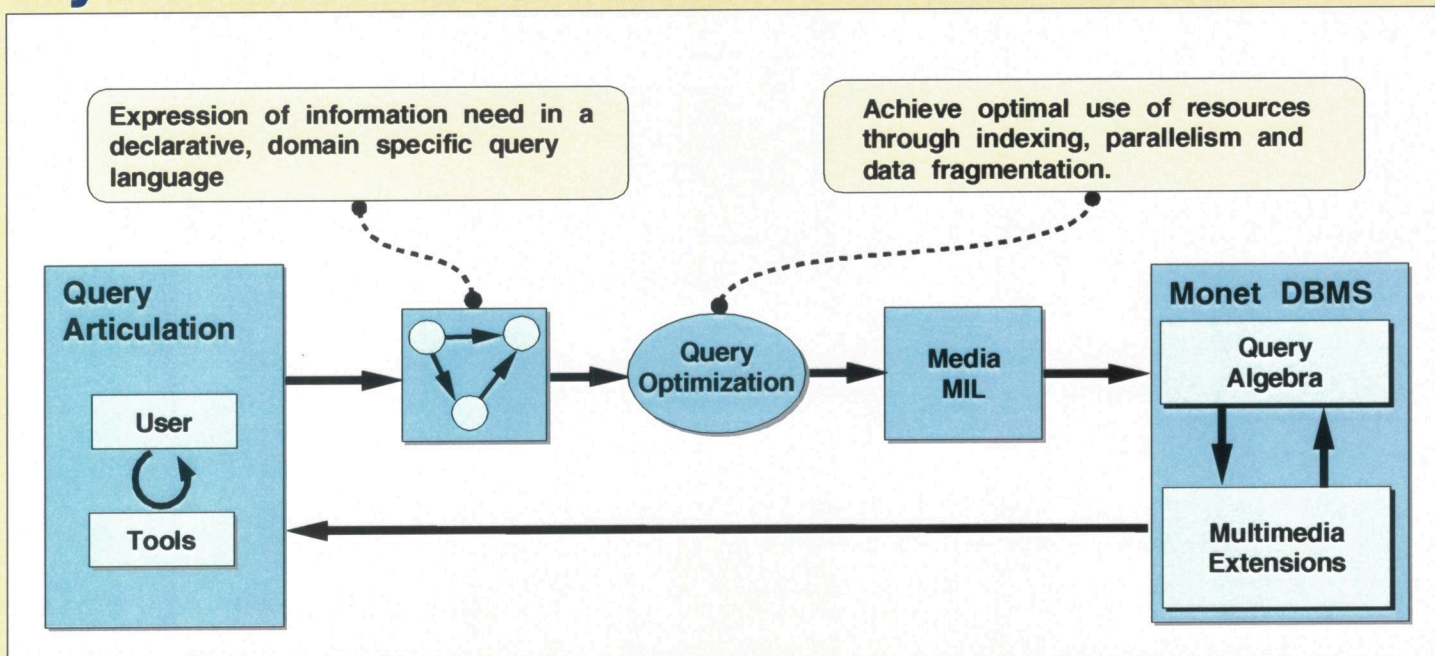 Expression of information need in a
declarative, domain specific query
language
Achieve optimal use of resources
through indexing, parallelism and
data fragmentation.
Query
Articulation
User
Tools
Query
Optimization
Media
MIL
Monet DBMS
Query
Algebra
Multimedia
Extensions